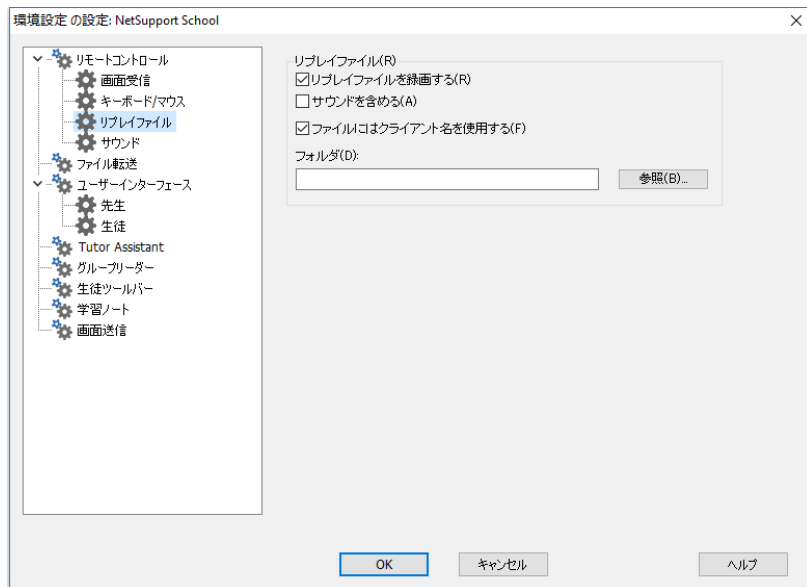 環境設定 の設定: NetSupport School
リモートコントロール
画面受信
キーボード/マウス
リプレイファイル
サウンド
ファイル転送
ユーザーインターフェース
先生
生徒
Tutor Assistant
グループリーダー
生徒ツールバー
学習ノート
画面送信
リプレイファイル(R)
リプレイファイルを録画する(R)
サウンドを含める(A)
ファイルにはクライアント名を使用する(F)
フォルダ(D):
参照(B)...
OK
キャンセル
ヘルプ